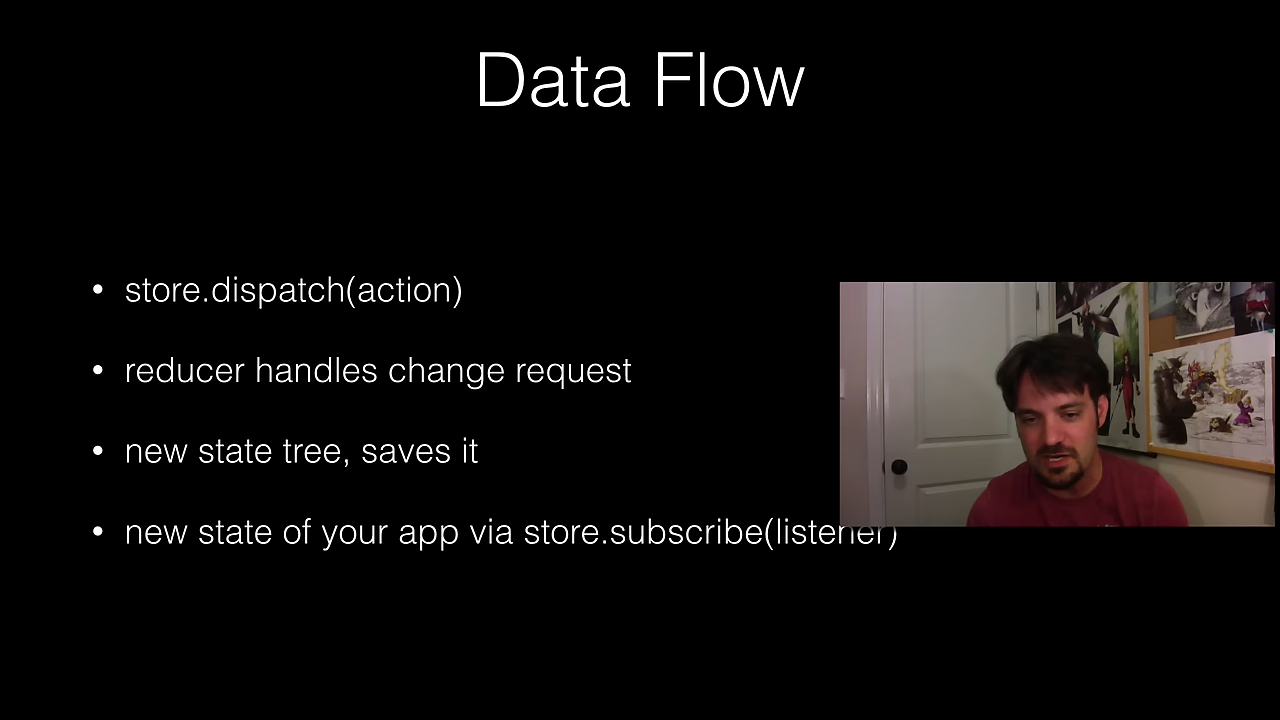 Data Flow
• store.dispatch(action)
• reducer handles change request
• new state tree, saves it
• new state of your app via store.subscribe(listener)